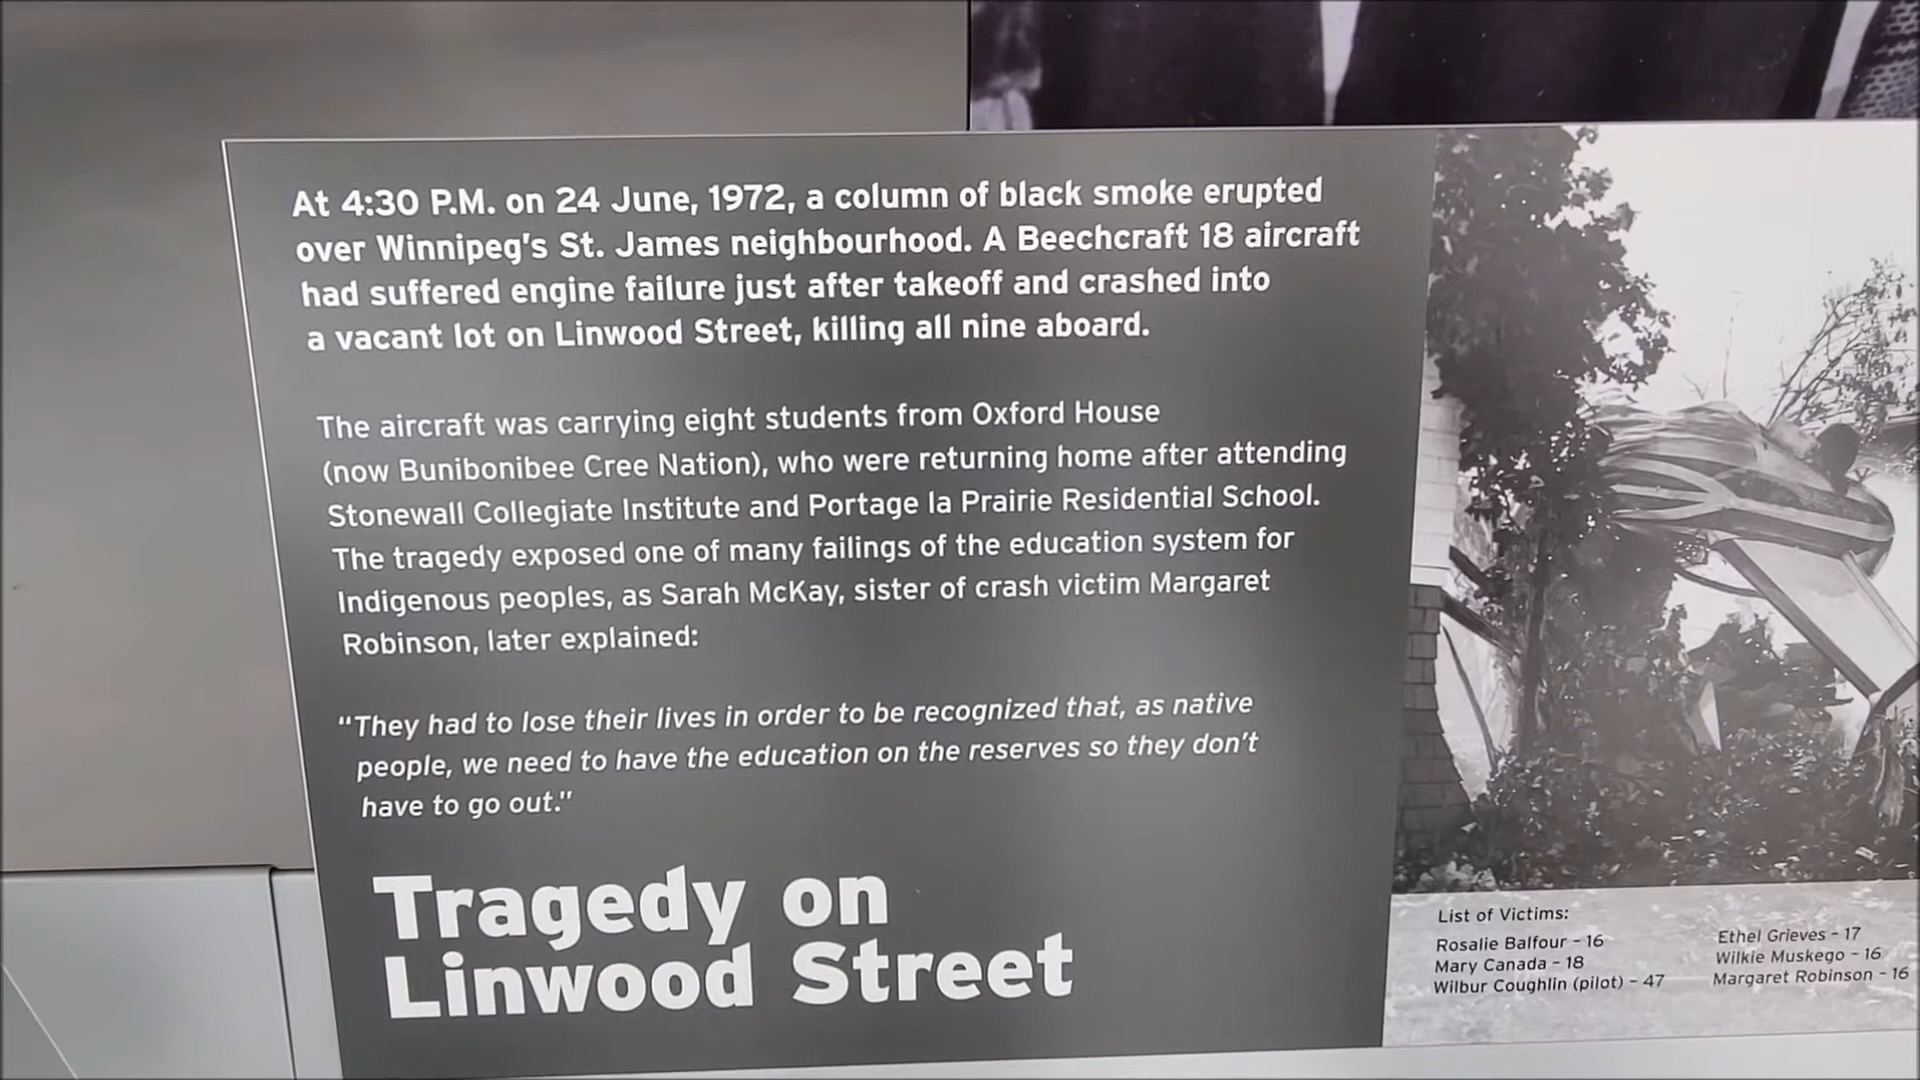 At 4:30 P.M. on 24 June, 1972, a column of black smoke erupted
over Winnipeg's St. James neighbourhood. A Beechcraft 18 aircraft
had suffered engine failure just after takeoff and crashed into
a vacant lot on Linwood Street, killing all nine aboard.
The aircraft was carrying eight students from Oxford House
(now Bunibonibee Cree Nation), who were returning home after attending
Stonewall Collegiate Institute and Portage la Prairie Residential School.
The tragedy exposed one of many failings of the education system for
Indigenous peoples, as Sarah McKay, sister of crash victim Margaret
Robinson, later explained:
"They had to lose their lives in order to be recognized that, as native
people, we need to have the education on the reserves so they don't
have to go out."
Tragedy on
Linwood Street
List of Victims:
Rosalie Balfour - 16
Mary Canada - 18
Wilbur Coughlin (pilot) - 47
Ethel Grieves - 17
Wilkie Muskego - 16
Margaret Robinson - 16